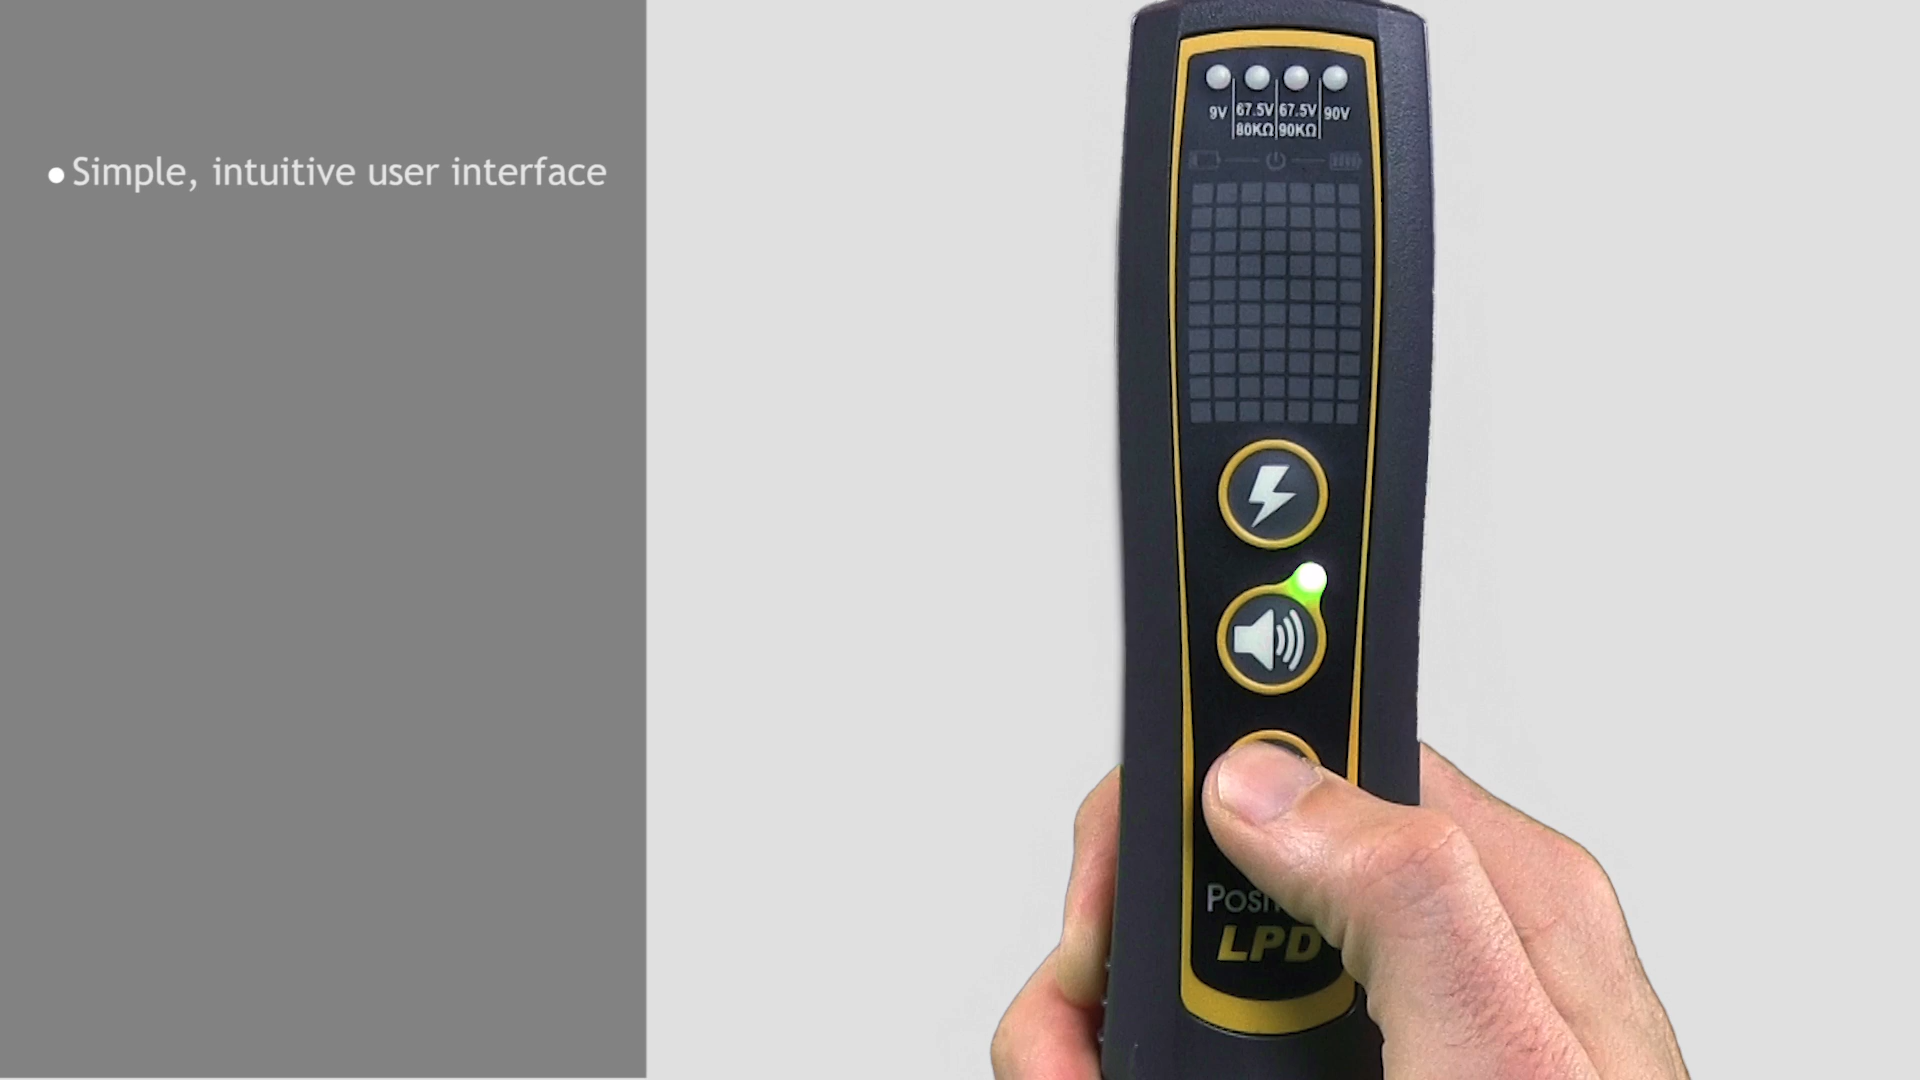 •Simple, intuitive user interface
9V 67.5V 67.5V 90V
80KΩ 90KΩ
LPD